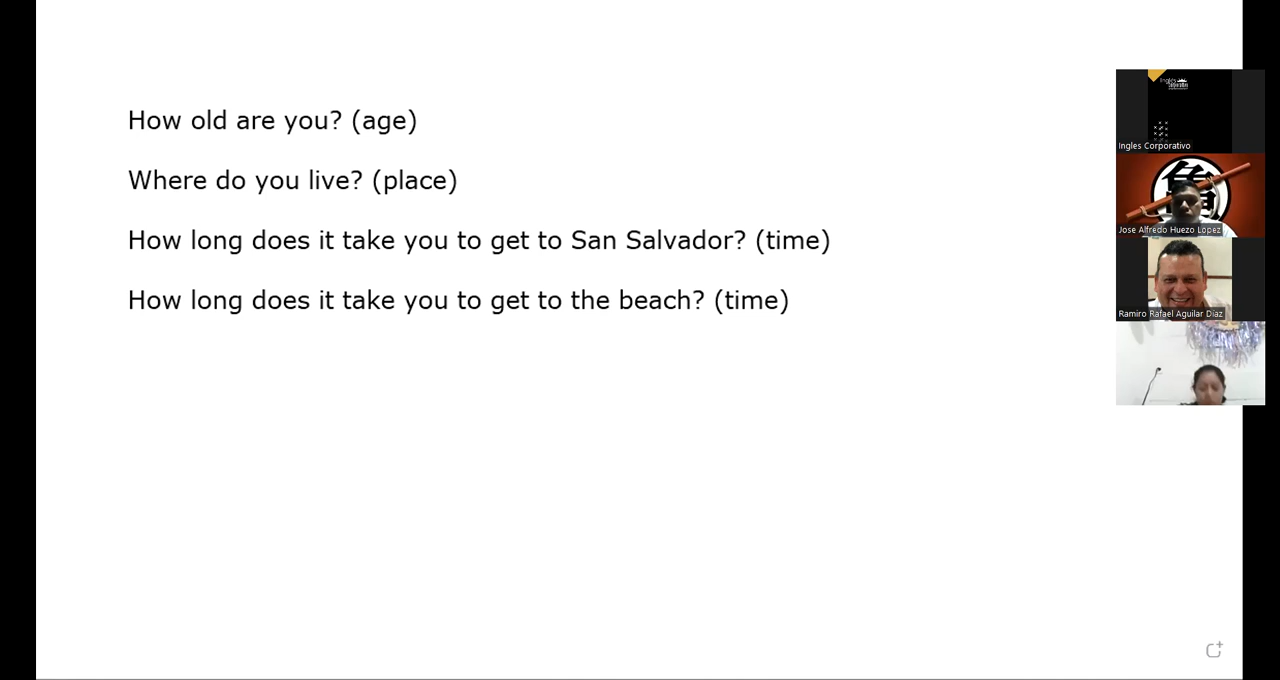 How old are you? (age)
Where do you live? (place)
How long does it take you to get to San Salvador? (time)
How long does it take you to get to the beach? (time)
Ingles Corporativo
Jose Alfredo Huezo Lopez
Ramiro Rafael Aguilar Diaz